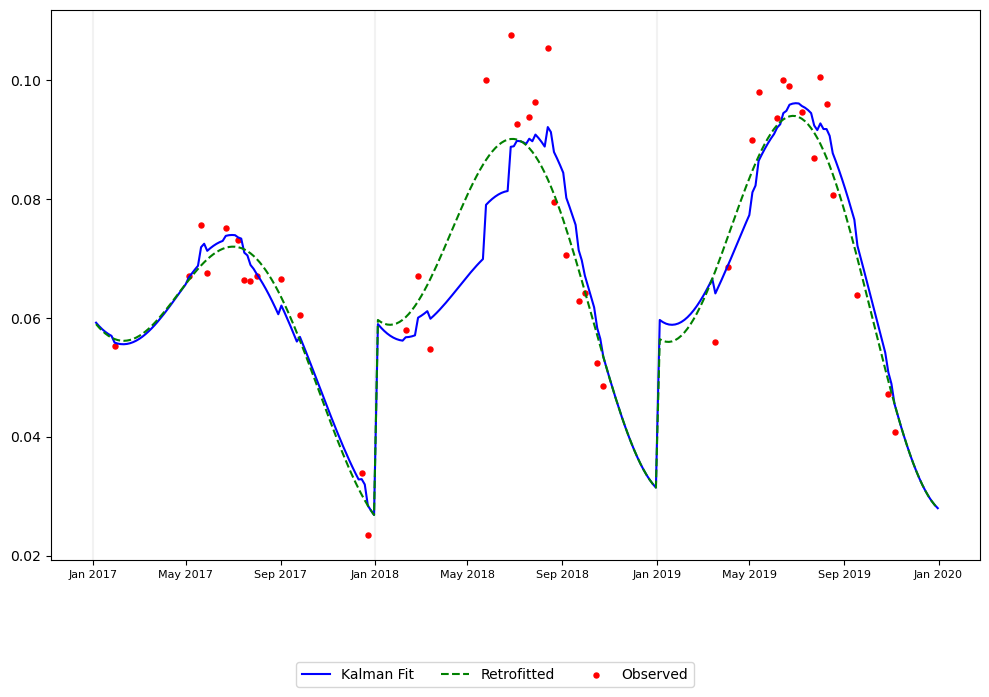 0.10
0.08
0.06
0.04
0.02
Jan 2017 May 2017 Sep 2017 Jan 2018 May 2018 Sep 2018 Jan 2019 May 2019 Sep 2019 Jan 2020
Kalman Fit Retrofitted Observed